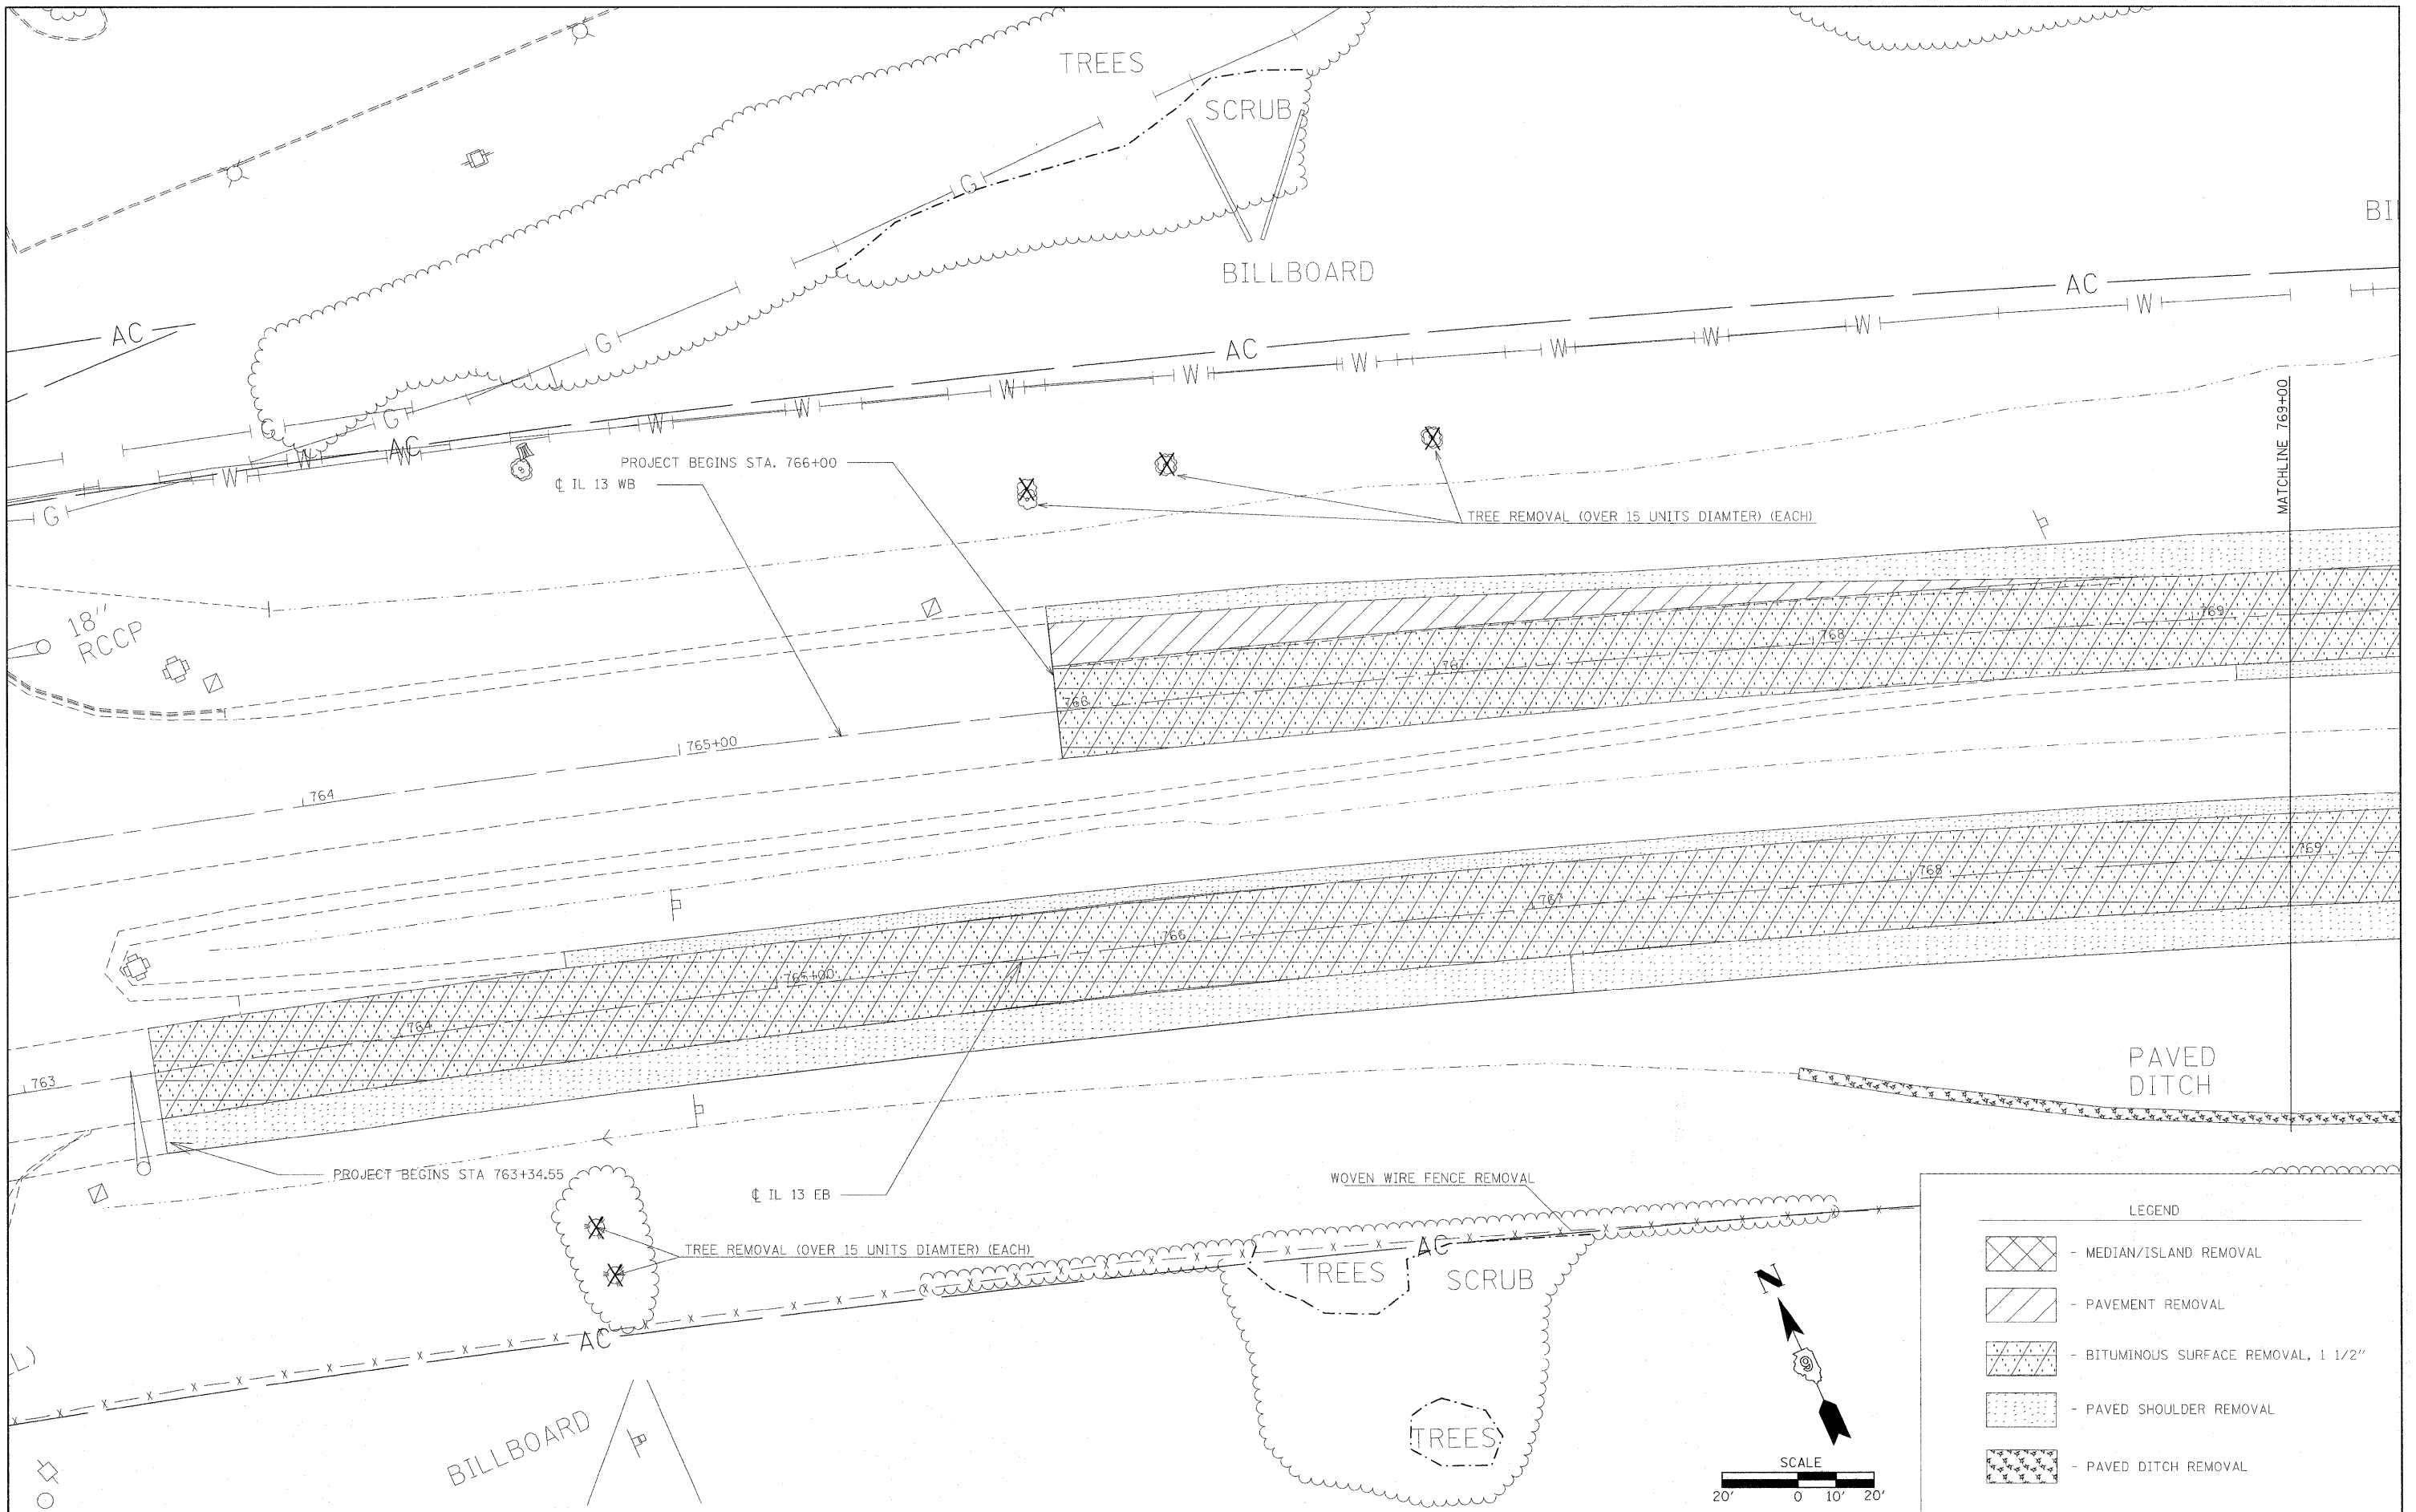 TREES
SCRUB
BI
BILLBOARD
AC
AC
AC
W
W
W
W
W
W
W
W
W
W
W
W
G
G
G
G
G
AC
MATCHLINE 769+00
PROJECT BEGINS STA. 766+00
℄ IL 13 WB
TREE REMOVAL (OVER 15 UNITS DIAMTER) (EACH)
18"
RCCP
769
768
767
766
765+00
764
769
768
767
766
765+00
764
763
PAVED
DITCH
PROJECT BEGINS STA 763+34.55
℄ IL 13 EB
WOVEN WIRE FENCE REMOVAL
TREE REMOVAL (OVER 15 UNITS DIAMTER) (EACH)
AC
TREES
SCRUB
AC
L)
BILLBOARD
TREES
N
9
SCALE
20' 0 10' 20'
LEGEND
- MEDIAN/ISLAND REMOVAL
- PAVEMENT REMOVAL
- BITUMINOUS SURFACE REMOVAL, 1 1/2"
- PAVED SHOULDER REMOVAL
- PAVED DITCH REMOVAL